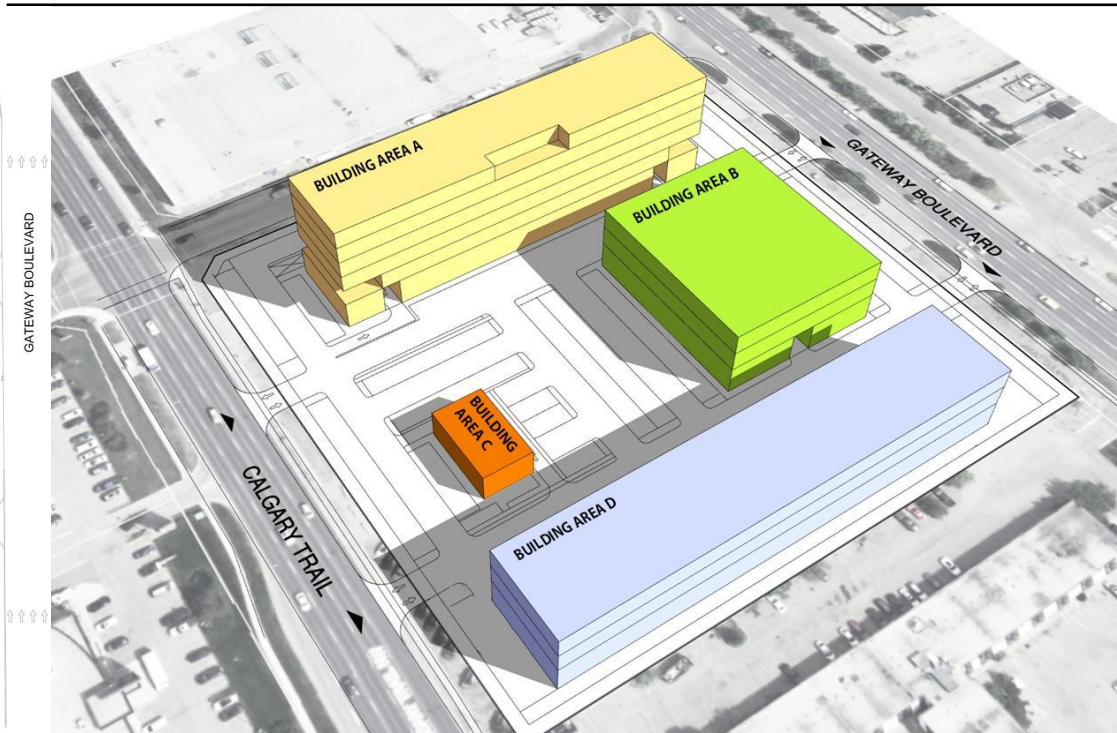 GATEWAY BOULEVARD
BUILDING AREA A
BUILDING AREA B
GATEWAY BOULEVARD
BUILDING
AREA C
CALGARY TRAIL
BUILDING AREA D